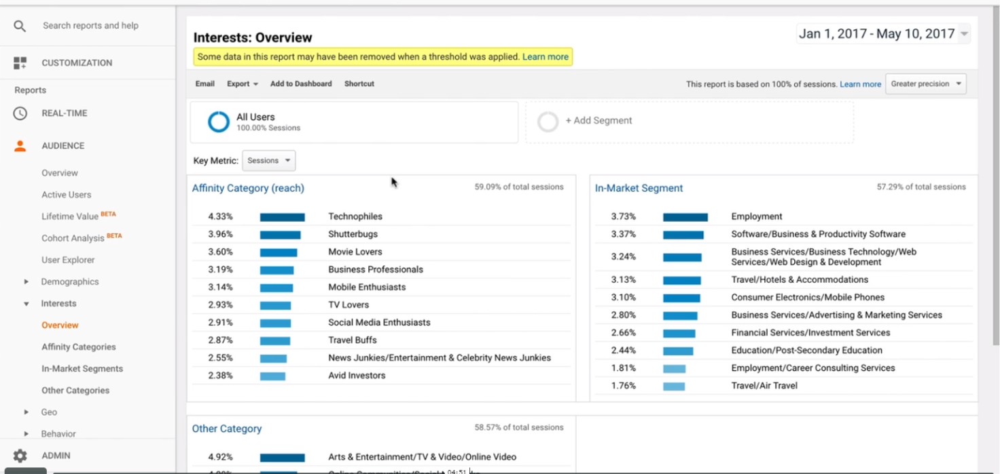 Search reports and help
CUSTOMIZATION
Reports
REAL-TIME
AUDIENCE
Overview
Active Users
Lifetime Value BETA
Cohort Analysis BETA
User Explorer
Demographics
Interests
Overview
Affinity Categories
In-Market Segments
Other Categories
Geo
Behavior
ADMIN
Interests: Overview
Jan 1, 2017 - May 10, 2017
Some data in this report may have been removed when a threshold was applied. Learn more
Email Export Add to Dashboard Shortcut
This report is based on 100% of sessions. Learn more Greater precision
All Users
100.00% Sessions
+ Add Segment
Key Metric: Sessions
Affinity Category (reach) 59.09% of total sessions
4.33% Technophiles
3.96% Shutterbugs
3.60% Movie Lovers
3.19% Business Professionals
3.14% Mobile Enthusiasts
2.93% TV Lovers
2.91% Social Media Enthusiasts
2.87% Travel Buffs
2.55% News Junkies/Entertainment & Celebrity News Junkies
2.38% Avid Investors
In-Market Segment 57.29% of total sessions
3.73% Employment
3.37% Software/Business & Productivity Software
3.24% Business Services/Business Technology/Web
Services/Web Design & Development
3.13% Travel/Hotels & Accommodations
3.10% Consumer Electronics/Mobile Phones
2.80% Business Services/Advertising & Marketing Services
2.66% Financial Services/Investment Services
2.44% Education/Post-Secondary Education
1.81% Employment/Career Consulting Services
1.76% Travel/Air Travel
Other Category 58.57% of total sessions
4.92% Arts & Entertainment/TV & Video/Online Video
04:51